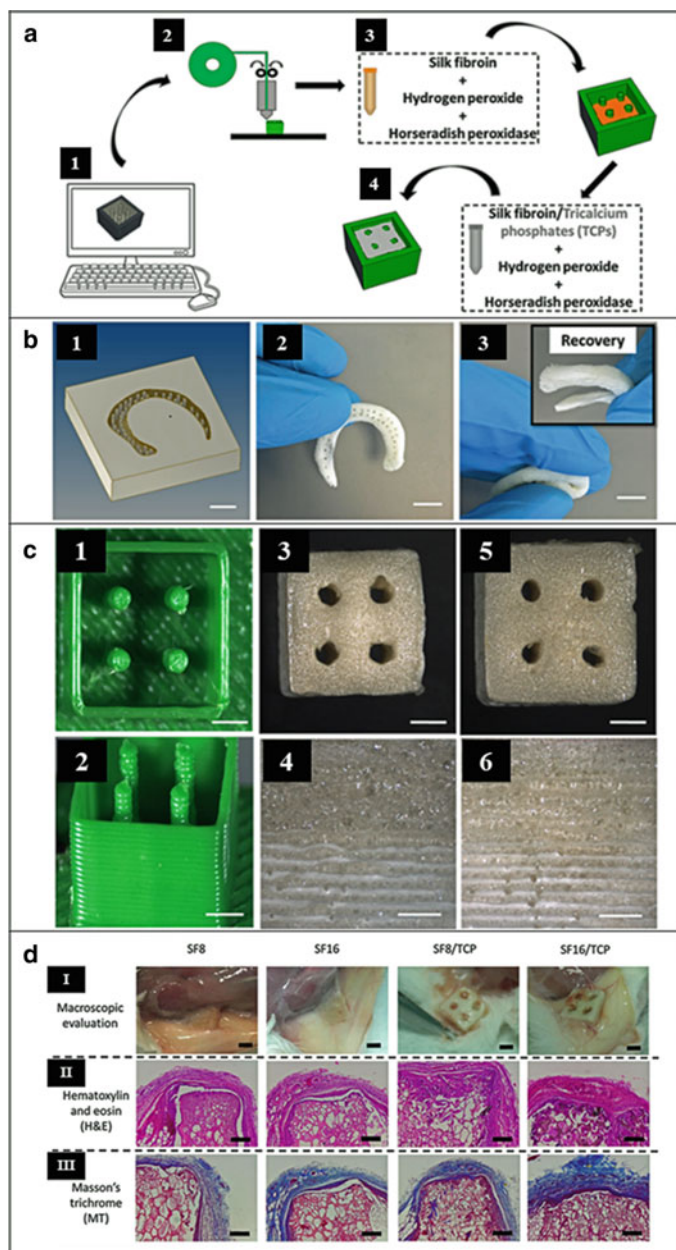 a
2
3
Silk fibroin
+
Hydrogen peroxide
+
Horseradish peroxidase
1
4
Silk fibroin/Tricalcium
phosphates (TCPs)
+
Hydrogen peroxide
+
Horseradish peroxidase
b
1
2
3
Recovery
c
1
3
5
2
4
6
d
SF8
SF16
SF8/TCP
SF16/TCP
I
Macroscopic
evaluation
II
Hematoxylin
and eosin
(H&E)
III
Masson's
trichrome
(MT)